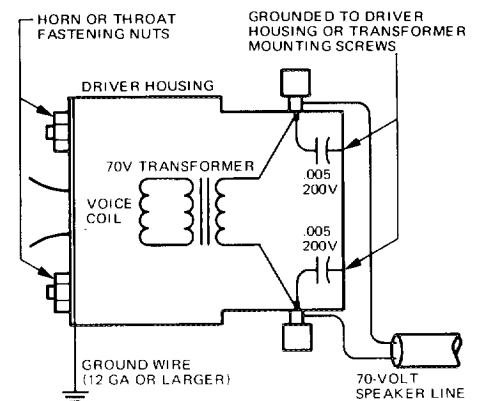 HORN OR THROAT
FASTENING NUTS
GROUNDED TO DRIVER
HOUSING OR TRANSFORMER
MOUNTING SCREWS
DRIVER HOUSING
70V TRANSFORMER
VOICE
COIL
.005
200V
.005
200V
GROUND WIRE
(12 GA OR LARGER)
70-VOLT
SPEAKER LINE